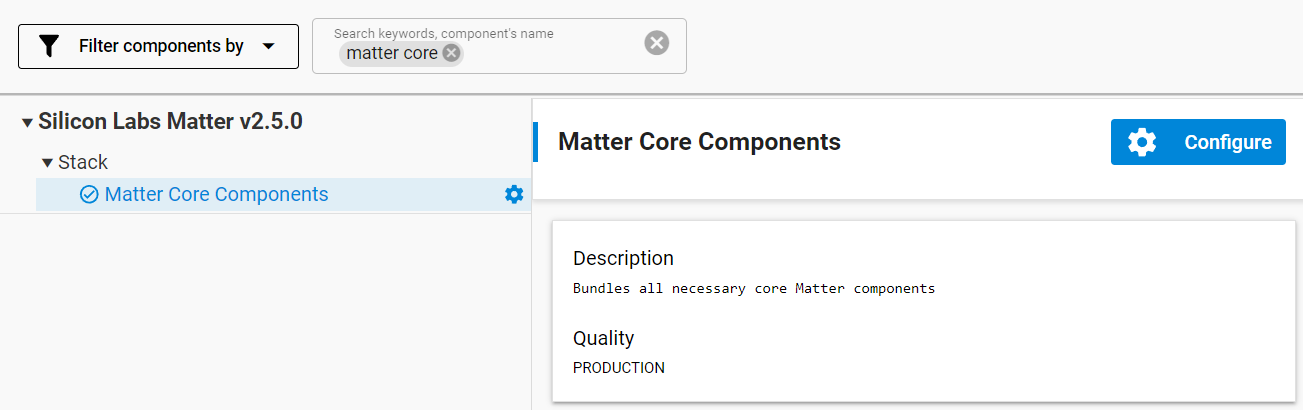 Filter components by
Search keywords, component's name
matter core
Silicon Labs Matter v2.5.0
Stack
Matter Core Components
Matter Core Components
Configure
Description
Bundles all necessary core Matter components
Quality
PRODUCTION